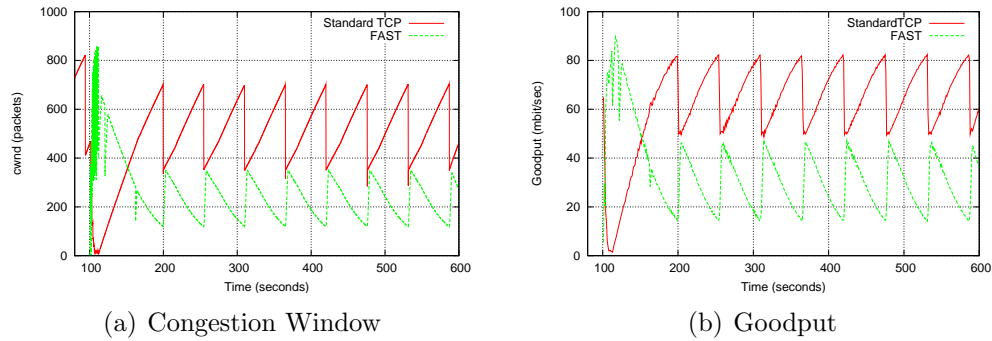 Standard TCP
FAST
1000
800
600
400
200
0
cwnd (packets)
100 200 300 400 500 600
Time (seconds)
(a) Congestion Window
StandardTCP
FAST
100
80
60
40
20
0
Goodput (mbit/sec)
100 200 300 400 500 600
Time (seconds)
(b) Goodput